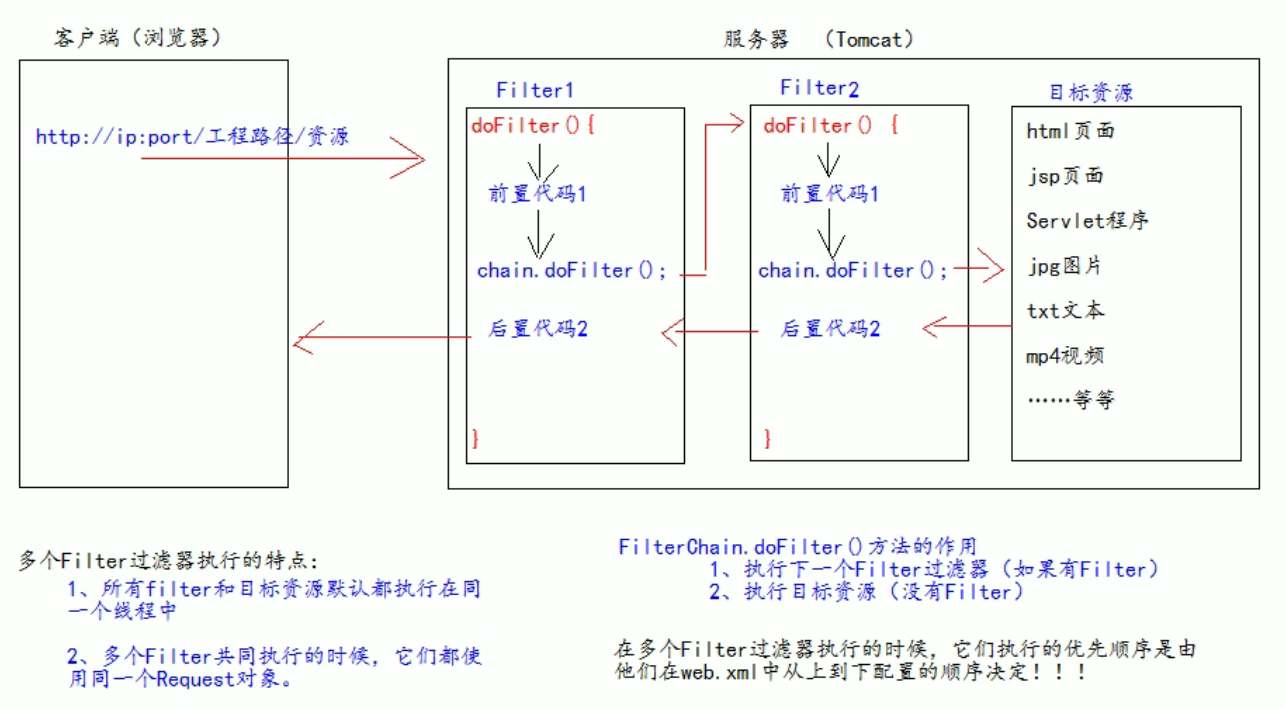 客户端（浏览器）
http://ip:port/工程路径/资源
服务器 （Tomcat）
Filter1
doFilter(){
前置代码1
chain.doFilter();
后置代码2
}
Filter2
doFilter() {
前置代码1
chain.doFilter();
后置代码2
}
目标资源
html页面
jsp页面
Servlet程序
jpg图片
txt文本
mp4视频
……等等
多个Filter过滤器执行的特点:
1、所有filter和目标资源默认都执行在同
一个线程中
2、多个Filter共同执行的时候，它们都使
用同一个Request对象。
FilterChain.doFilter()方法的作用
1、执行下一个Filter过滤器（如果有Filter）
2、执行目标资源（没有Filter）
在多个Filter过滤器执行的时候，它们执行的优先顺序是由
他们在web.xml中从上到下配置的顺序决定！！！